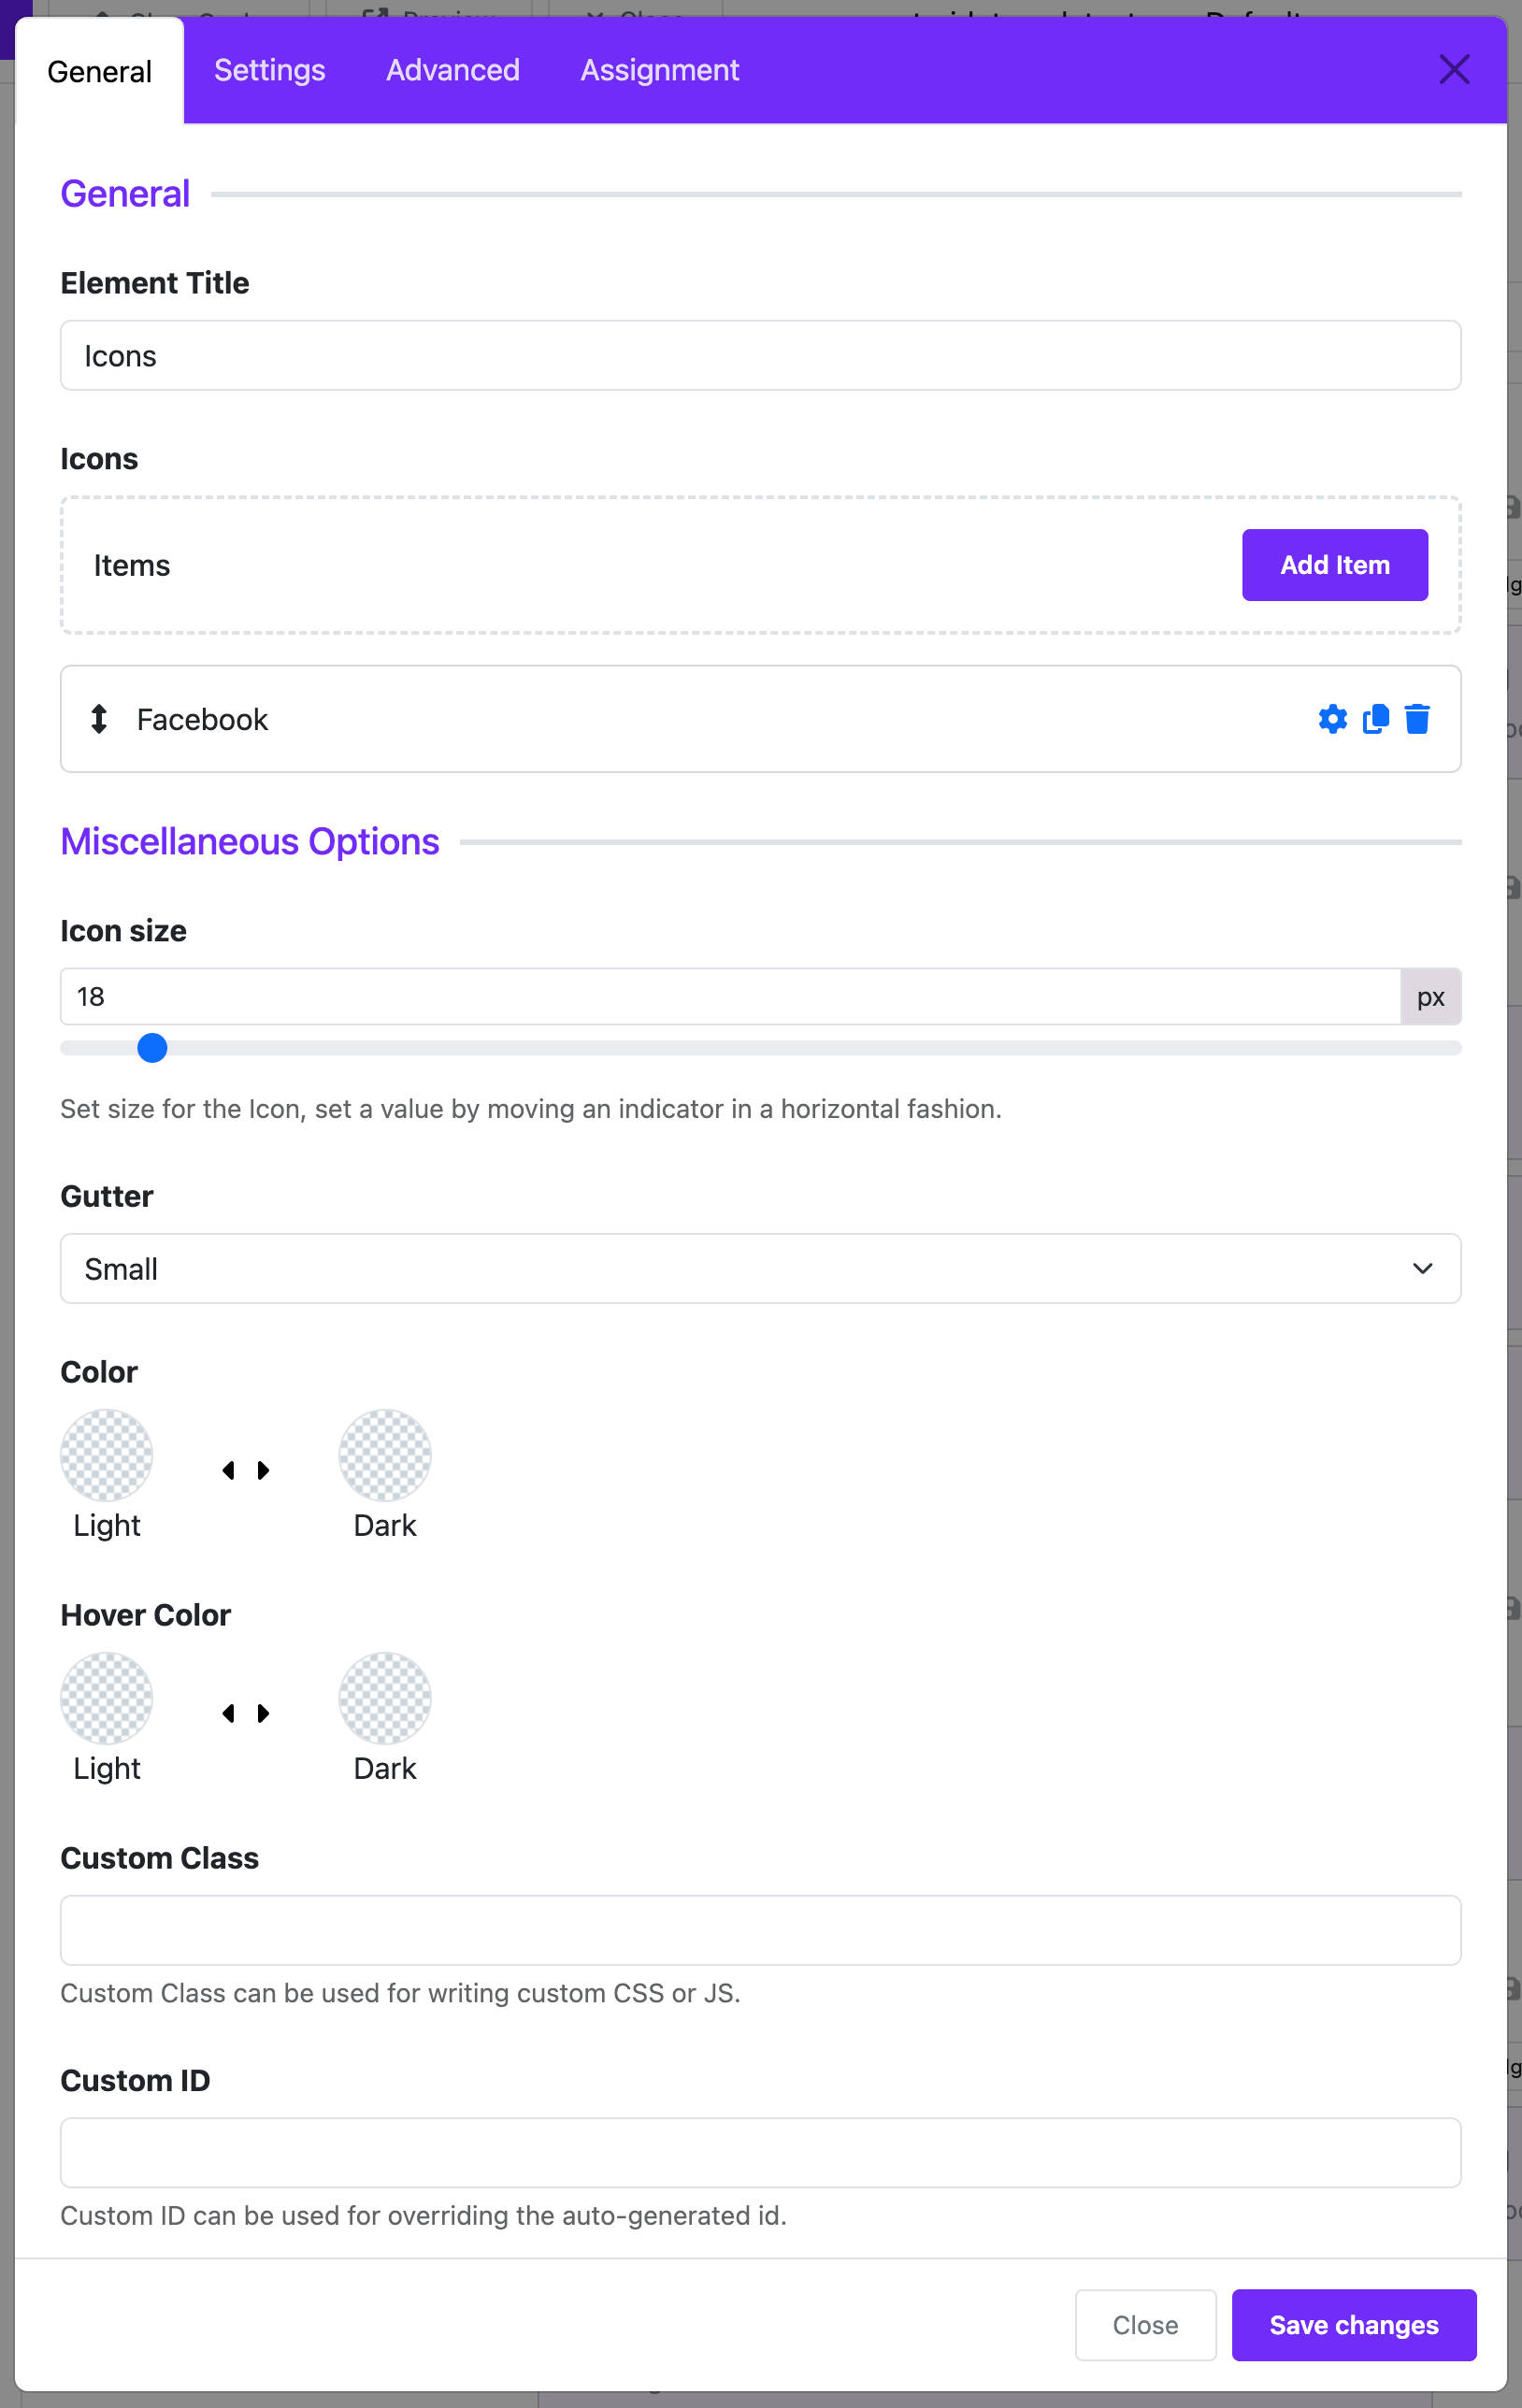 General
Settings
Advanced
Assignment
General
Element Title
Icons
Icons
Items
Add Item
Facebook
Miscellaneous Options
Icon size
18
px
Set size for the Icon, set a value by moving an indicator in a horizontal fashion.
Gutter
Small
Color
Light
Dark
Hover Color
Light
Dark
Custom Class
Custom Class can be used for writing custom CSS or JS.
Custom ID
Custom ID can be used for overriding the auto-generated id.
Close
Save changes